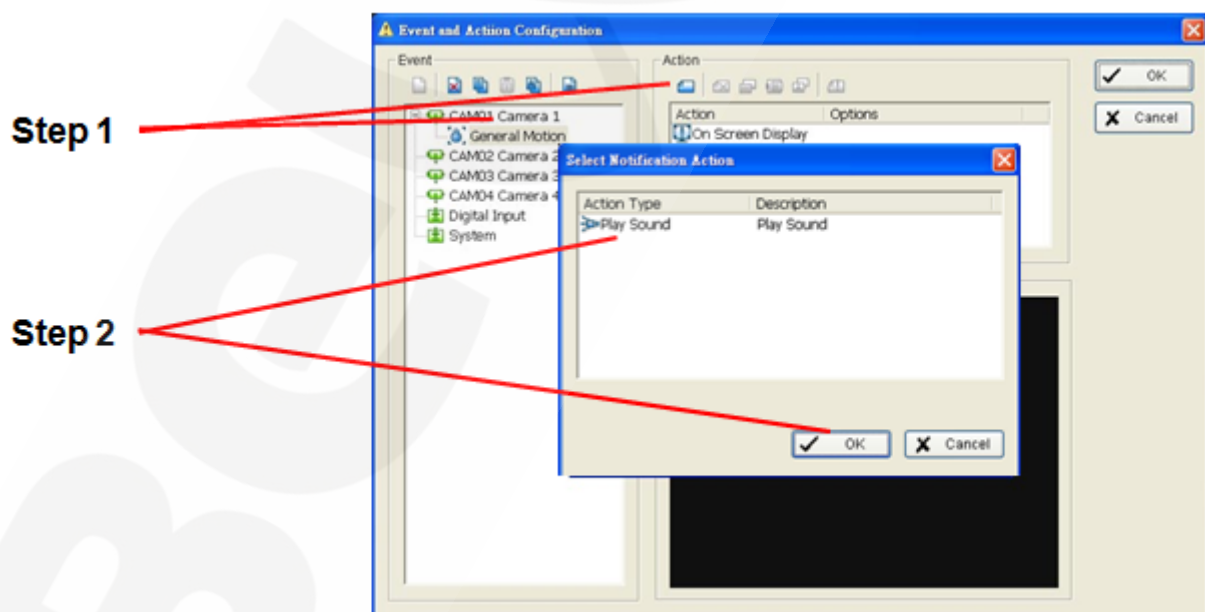 Event and Actiion Configuration
Event
Action
OK
Cancel
Step 1
CAM01 Camera 1
General Motion
CAM02 Camera 2
CAM03 Camera 3
CAM04 Camera 4
Digital Input
System
Action Options
On Screen Display
Select Notification Action
Action Type Description
Play Sound Play Sound
Step 2
OK
Cancel